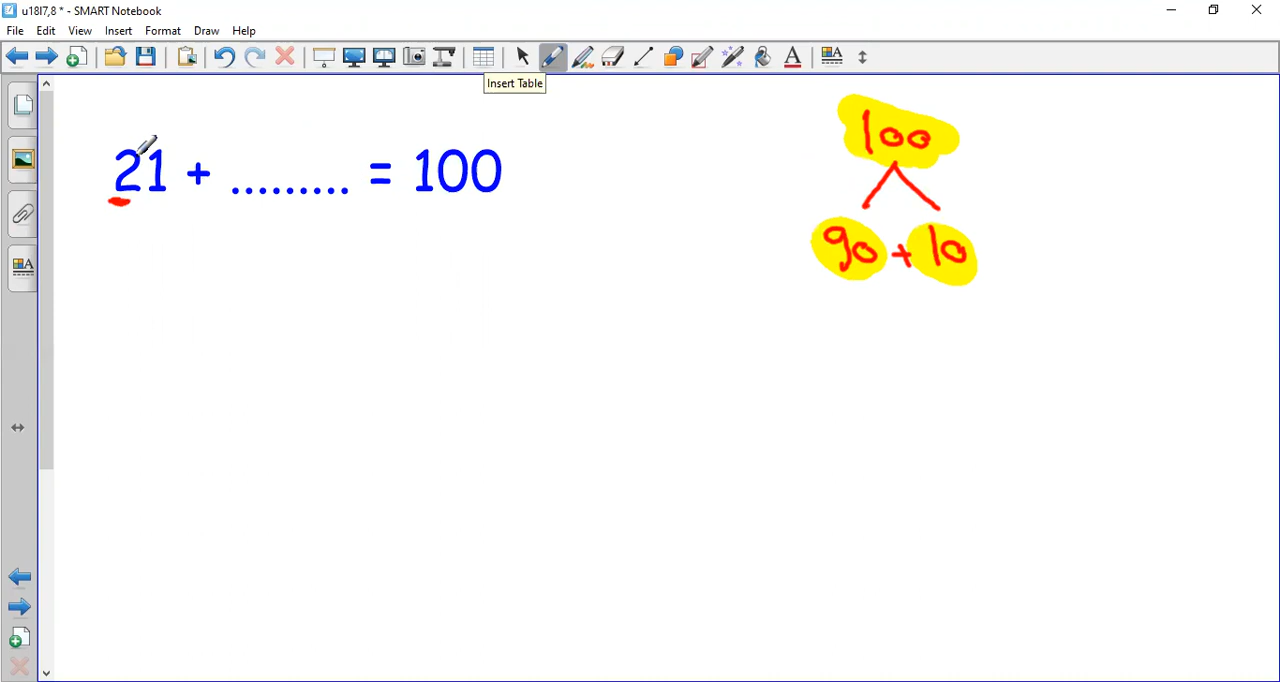 u18l7,8 * - SMART Notebook
File Edit View Insert Format Draw Help
Insert Table
21 + ......... = 100
100
90 + 10